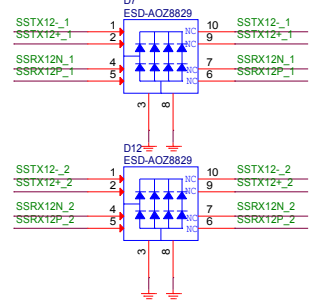 D7
ESD-AOZ8829
SSTX12-_1 1 NC 10 SSTX12-_1
SSTX12+_1 2 NC 9 SSTX12+_1
SSRX12N_1 4 NC 7 SSRX12N_1
SSRX12P_1 5 NC 6 SSRX12P_1
3 8
D12
ESD-AOZ8829
SSTX12-_2 1 NC 10 SSTX12-_2
SSTX12+_2 2 NC 9 SSTX12+_2
SSRX12N_2 4 NC 7 SSRX12N_2
SSRX12P_2 5 NC 6 SSRX12P_2
3 8